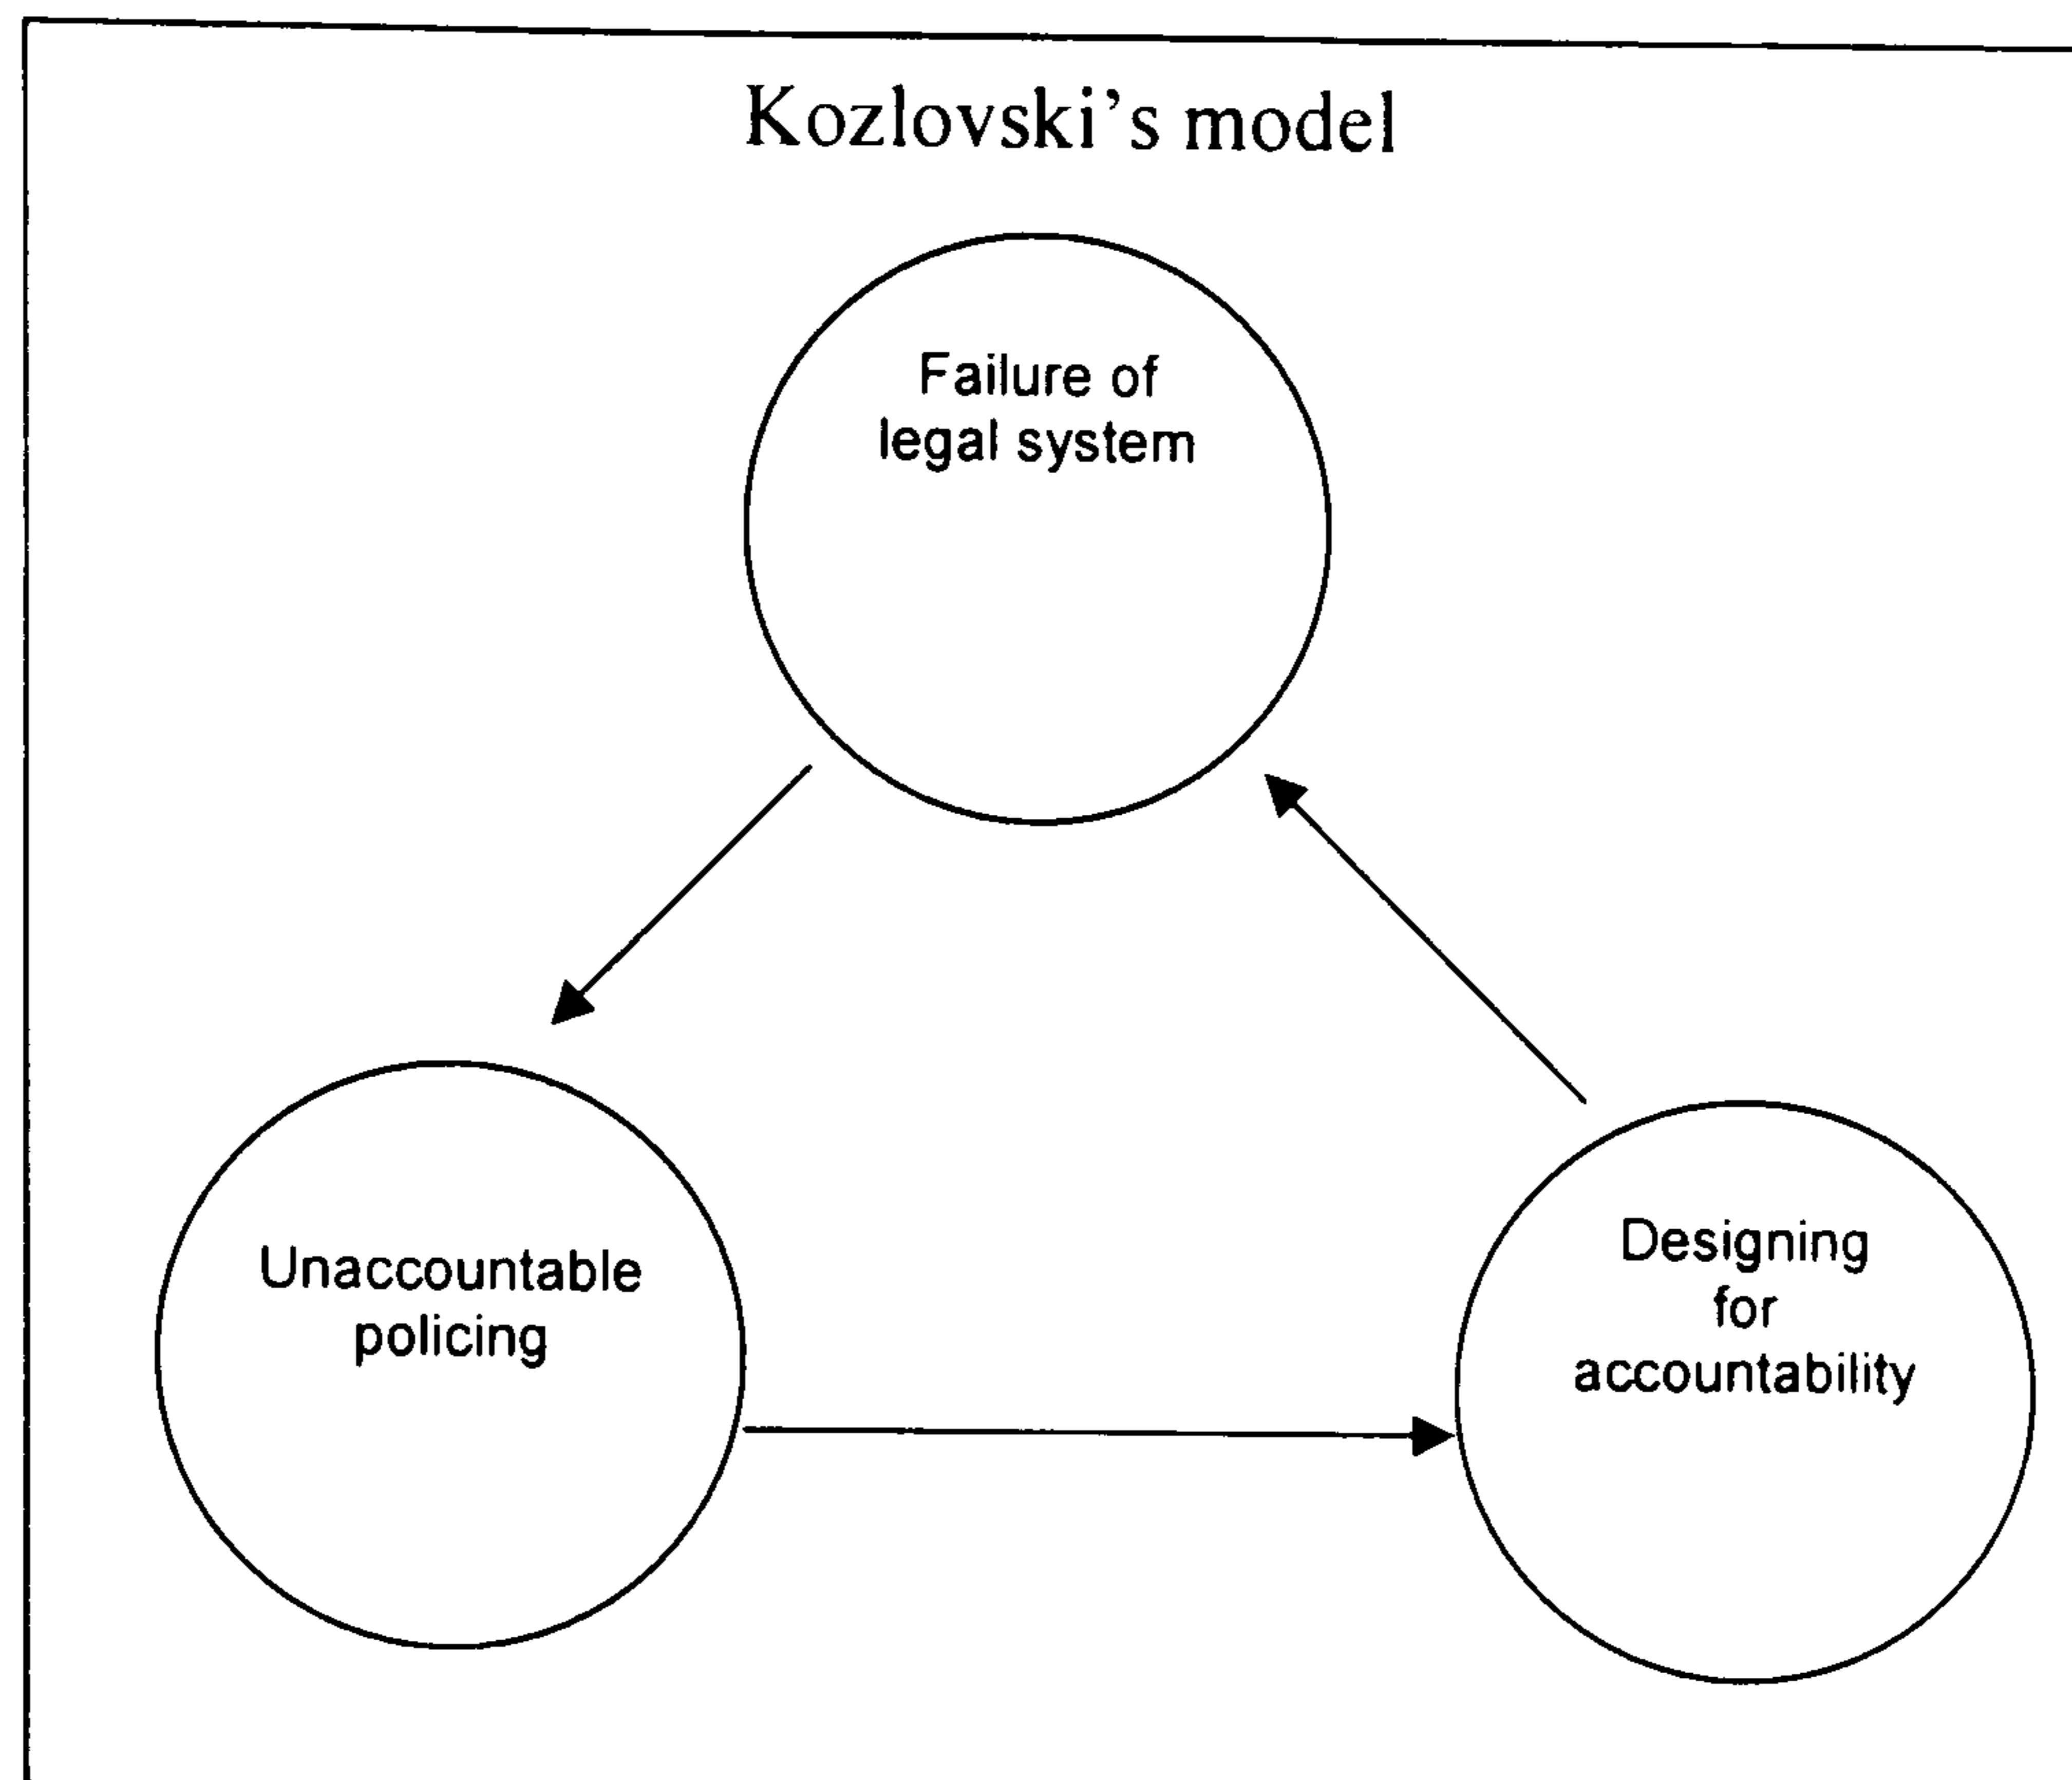 Kozlovski's model
Failure of
legal system
Unaccountable
policing
Designing
for
accountability